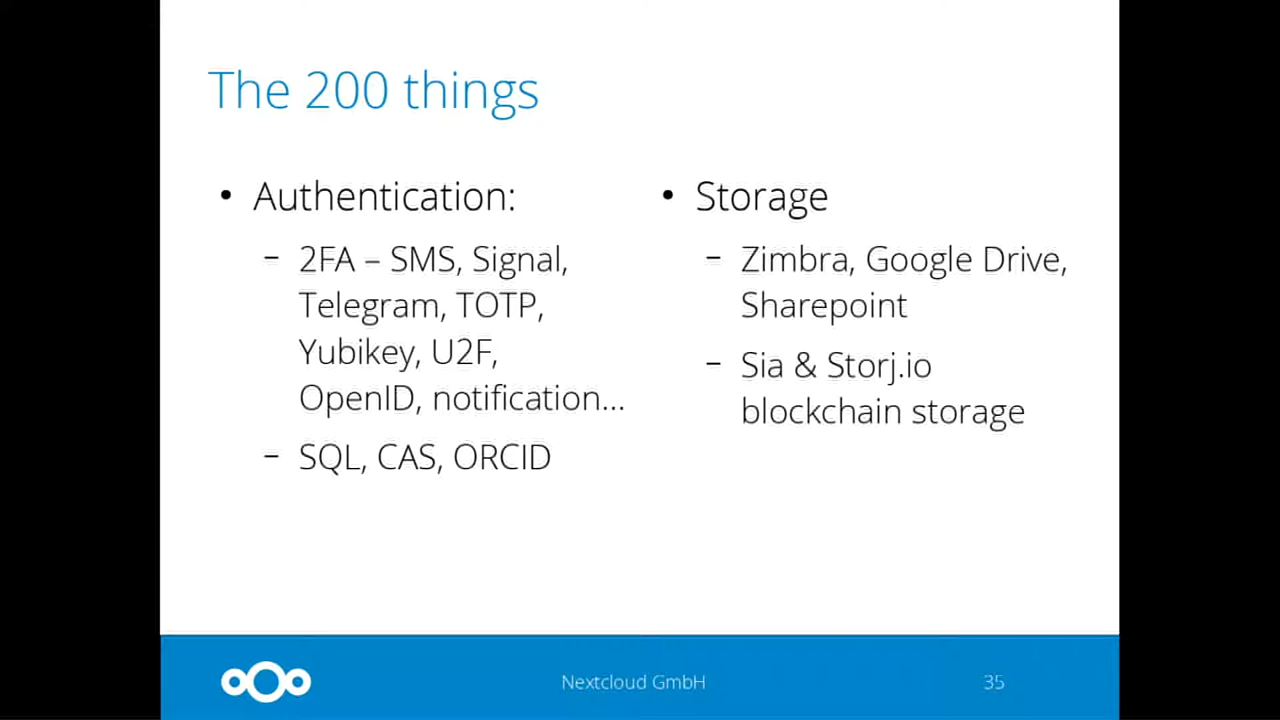 The 200 things
• Authentication:
– 2FA – SMS, Signal,
Telegram, TOTP,
Yubikey, U2F,
OpenID, notification...
– SQL, CAS, ORCID
• Storage
– Zimbra, Google Drive,
Sharepoint
– Sia & Storj.io
blockchain storage
Nextcloud GmbH
35